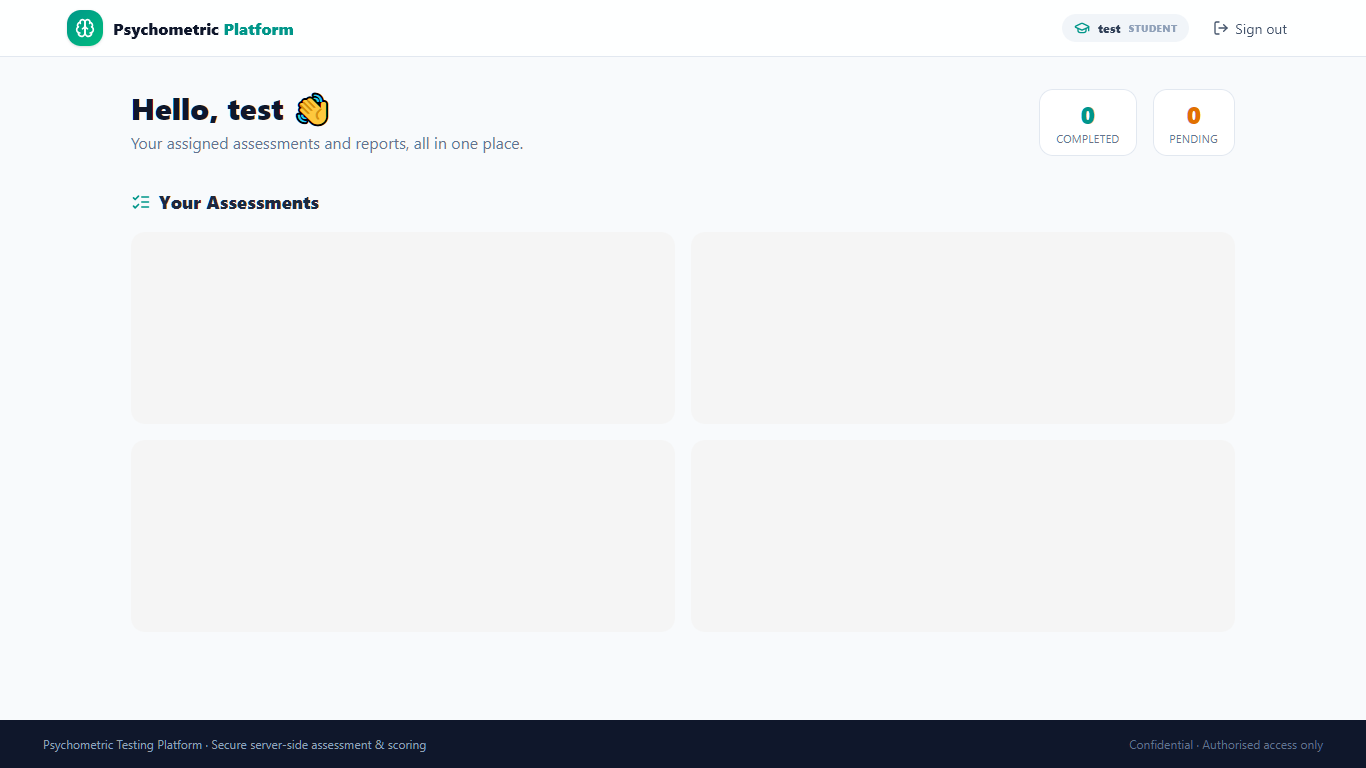 Psychometric Platform
test STUDENT
Sign out
Hello, test 👋
Your assigned assessments and reports, all in one place.
0
COMPLETED
0
PENDING
Your Assessments
Psychometric Testing Platform · Secure server-side assessment & scoring
Confidential · Authorised access only